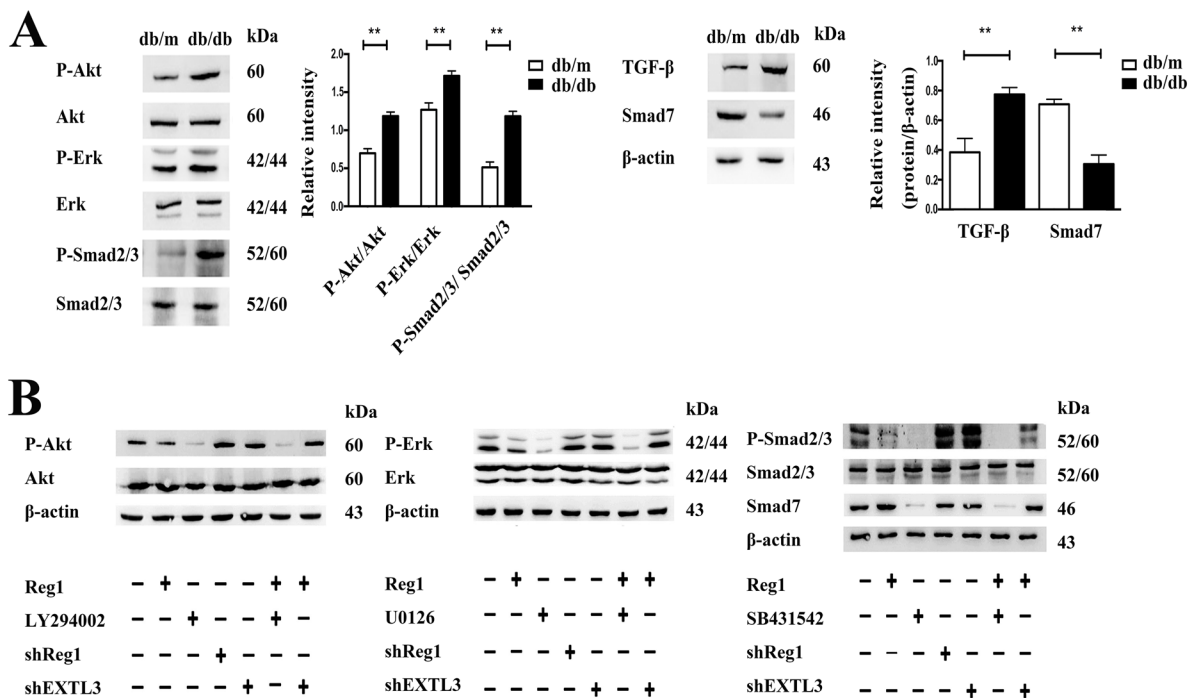 A
db/m db/db kDa
P-Akt 60
Akt 60
P-Erk 42/44
Erk 42/44
P-Smad2/3 52/60
Smad2/3 52/60
** ** **
db/m
db/db
Relative intensity
2.0
1.5
1.0
0.5
0.0
P-Akt/Akt
P-Erk/Erk
P-Smad2/3/ Smad2/3
db/m db/db kDa
TGF-β 60
Smad7 46
β-actin 43
** **
db/m
db/db
Relative intensity
(protein/β-actin)
1.0
0.8
0.6
0.4
0.2
0.0
TGF-β Smad7
B
kDa
P-Akt 60
Akt 60
β-actin 43
Reg1 − + − − − + +
LY294002 − − + − − + −
shReg1 − − − + − − −
shEXTL3 − − − − + − +
kDa
P-Erk 42/44
Erk 42/44
β-actin 43
Reg1 − + − − − + +
U0126 − − + − − + −
shReg1 − − − + − − −
shEXTL3 − − − − + − +
kDa
P-Smad2/3 52/60
Smad2/3 52/60
Smad7 46
β-actin 43
Reg1 − + − − − + +
SB431542 − − + − − + −
shReg1 − − − + − − −
shEXTL3 − − − − + − +